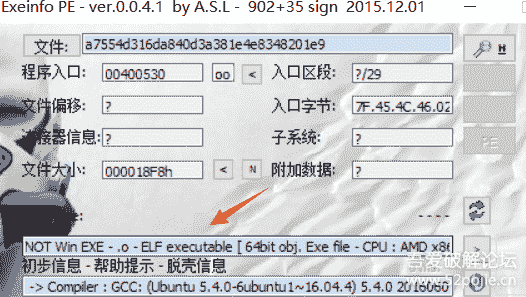 Exeinfo PE - ver.0.0.4.1 by A.S.L - 902+35 sign 2015.12.01
文件: a7554d316da840d3a381e4e8348201e9 H
程序入口: 00400530 oo < 入口区段: ?/29
文件偏移: ? 入口字节: 7F.45.4C.46.02
连接器信息: ? 子系统: ? PE
文件大小: 000018F8h < N 附加数据: ?
NOT Win EXE - .o - ELF executable [ 64bit obj. Exe file - CPU : AMD x86
初步信息 - 帮助提示 - 脱壳信息
-> Compiler : GCC: (Ubuntu 5.4.0-6ubuntu1~16.04.4) 5.4.0
吾爱破解论坛
www.52pojie.cn